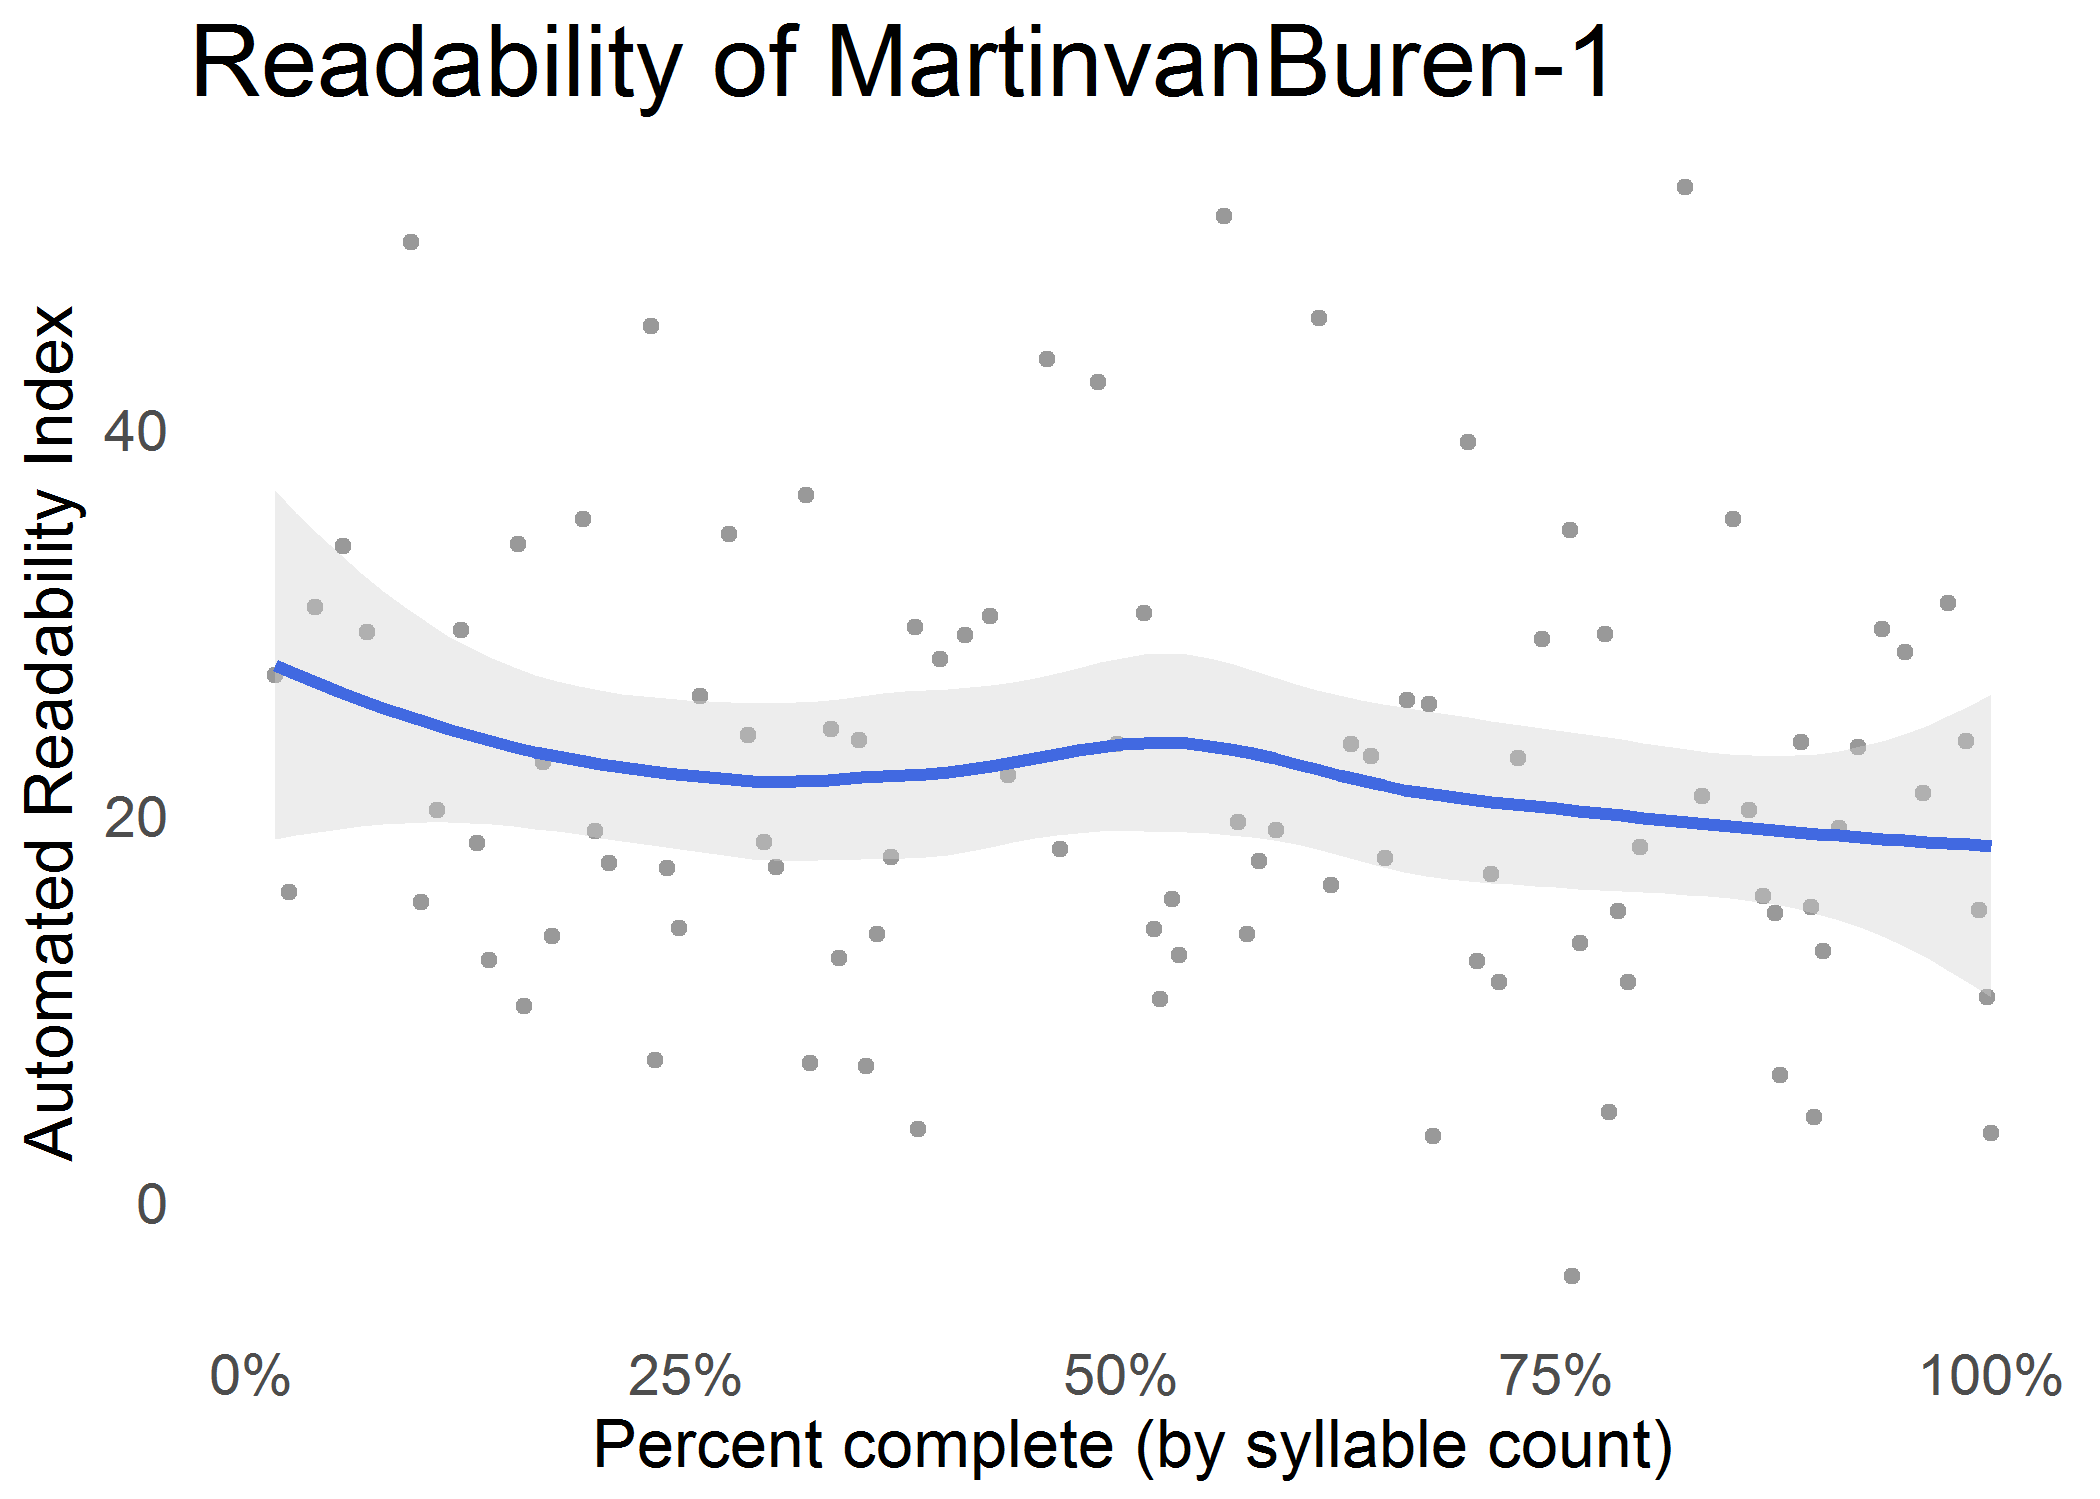 Readability of MartinvanBuren-1
Automated Readability Index
40
20
0
0%
25%
50%
75%
100%
Percent complete (by syllable count)